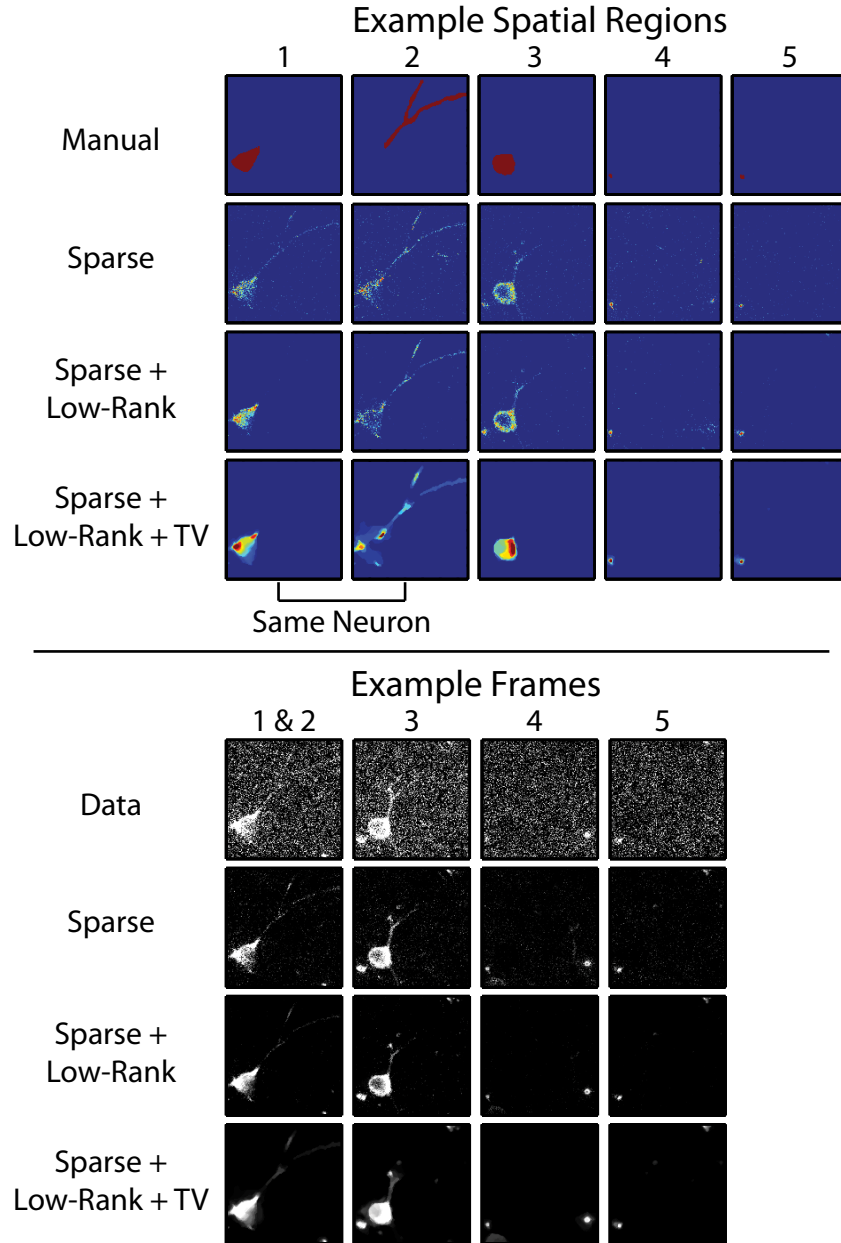 Example Spatial Regions
1 2 3 4 5
Manual
Sparse
Sparse +
Low-Rank
Sparse +
Low-Rank + TV
Same Neuron
Example Frames
1 & 2 3 4 5
Data
Sparse
Sparse +
Low-Rank
Sparse +
Low-Rank + TV